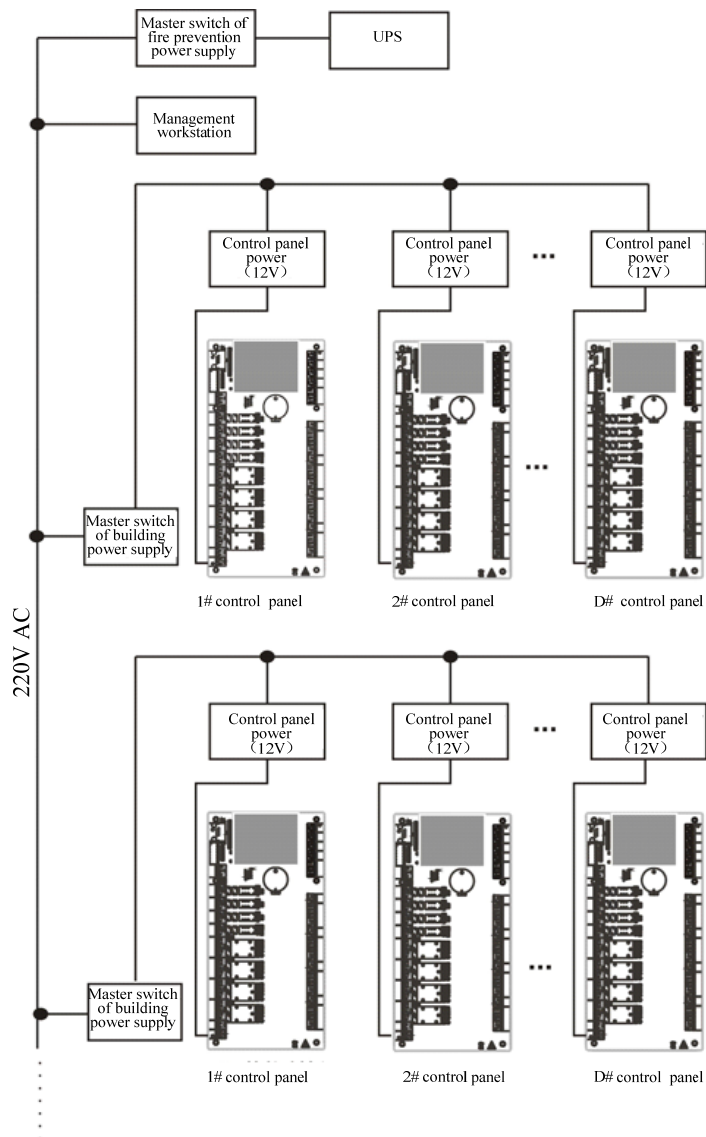 Master switch of
fire prevention
power supply
UPS
Management
workstation
Control panel
power
（12V）
Control panel
power
（12V）
...
Control panel
power
（12V）
...
Master switch
of building
power supply
1# control panel
2# control panel
D# control panel
220V AC
Control panel
power
（12V）
Control panel
power
（12V）
...
Control panel
power
（12V）
...
Master switch
of building
power supply
1# control panel
2# control panel
D# control panel